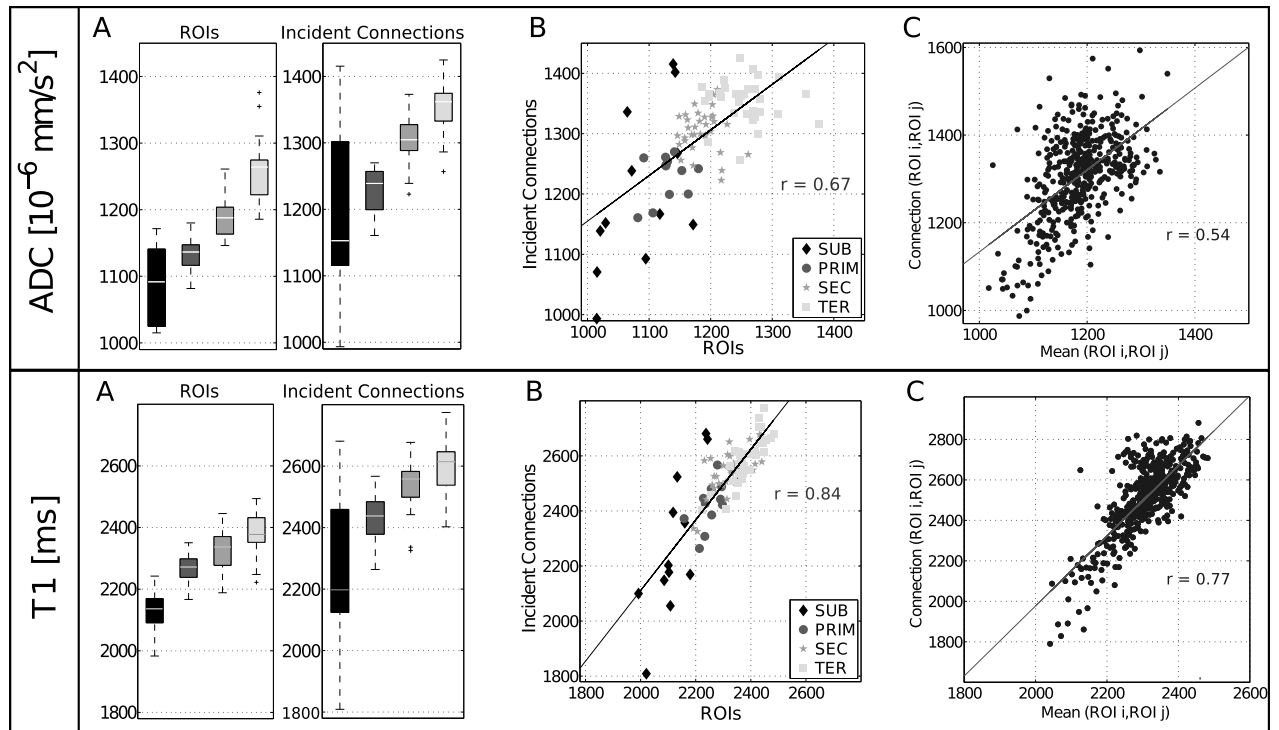 ADC [10⁻⁶ mm/s²]
A
ROIs
1400
1300
1200
1100
1000
Incident Connections
1400
1300
1200
1100
1000
B
Incident Connections
1400
1300
1200
1100
1000
r = 0.67
SUB
PRIM
SEC
TER
1000 1100 1200 1300 1400
ROIs
C
Connection (ROI i,ROI j)
1600
1400
1200
1000
r = 0.54
1000 1200 1400
Mean (ROI i,ROI j)
T1 [ms]
A
ROIs
2600
2400
2200
2000
1800
Incident Connections
2600
2400
2200
2000
1800
B
Incident Connections
2600
2400
2200
2000
1800
r = 0.84
SUB
PRIM
SEC
TER
1800 2000 2200 2400 2600
ROIs
C
Connection (ROI i,ROI j)
2800
2600
2400
2200
2000
1800
r = 0.77
1800 2000 2200 2400 2600
Mean (ROI i,ROI j)